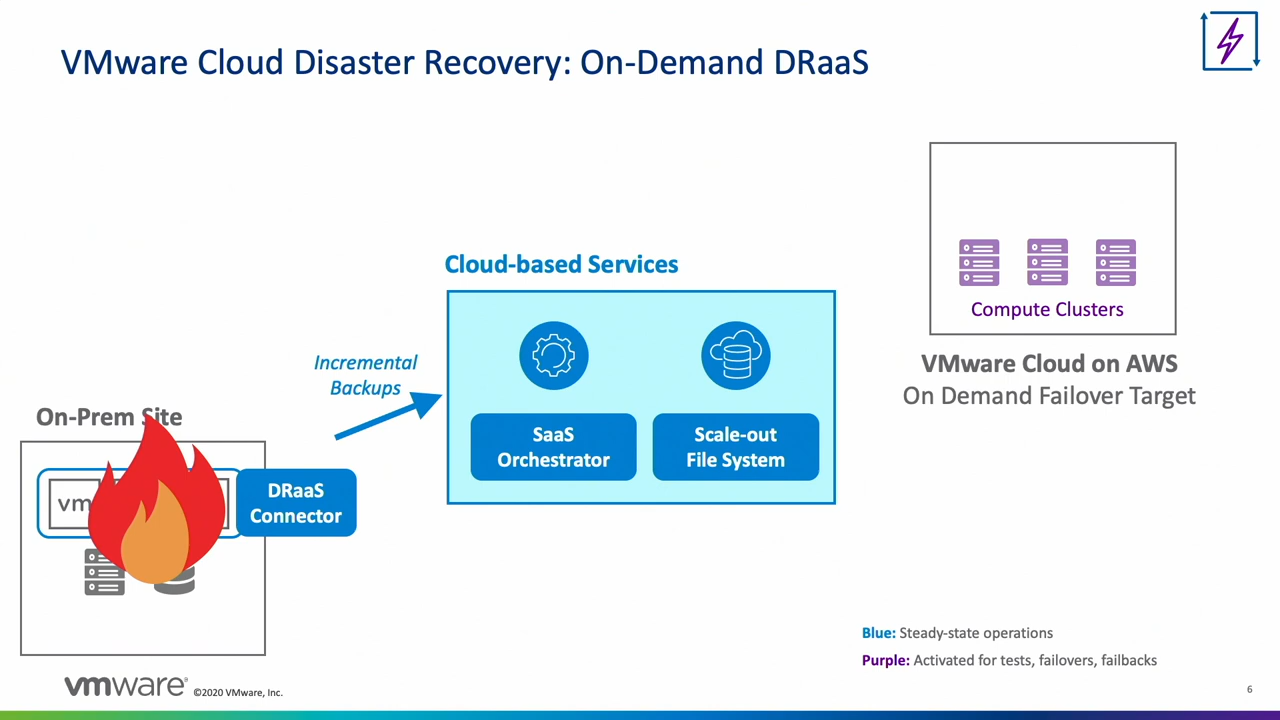 VMware Cloud Disaster Recovery: On-Demand DRaaS
Cloud-based Services
Incremental
Backups
SaaS
Orchestrator
Scale-out
File System
On-Prem Site
vm
DRaaS
Connector
Compute Clusters
VMware Cloud on AWS
On Demand Failover Target
Blue: Steady-state operations
Purple: Activated for tests, failovers, failbacks
vmware® ©2020 VMware, Inc.
6